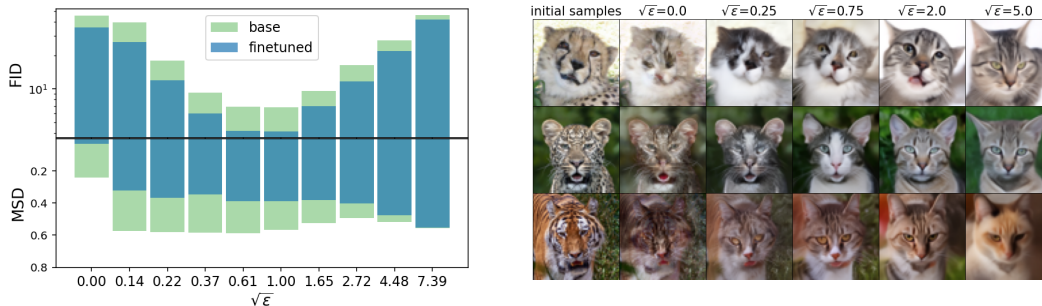 base
finetuned
FID
10¹
MSD
0.2
0.4
0.6
0.8
0.00 0.14 0.22 0.37 0.61 1.00 1.65 2.72 4.48 7.39
√ε
initial samples √ε=0.0 √ε=0.25 √ε=0.75 √ε=2.0 √ε=5.0